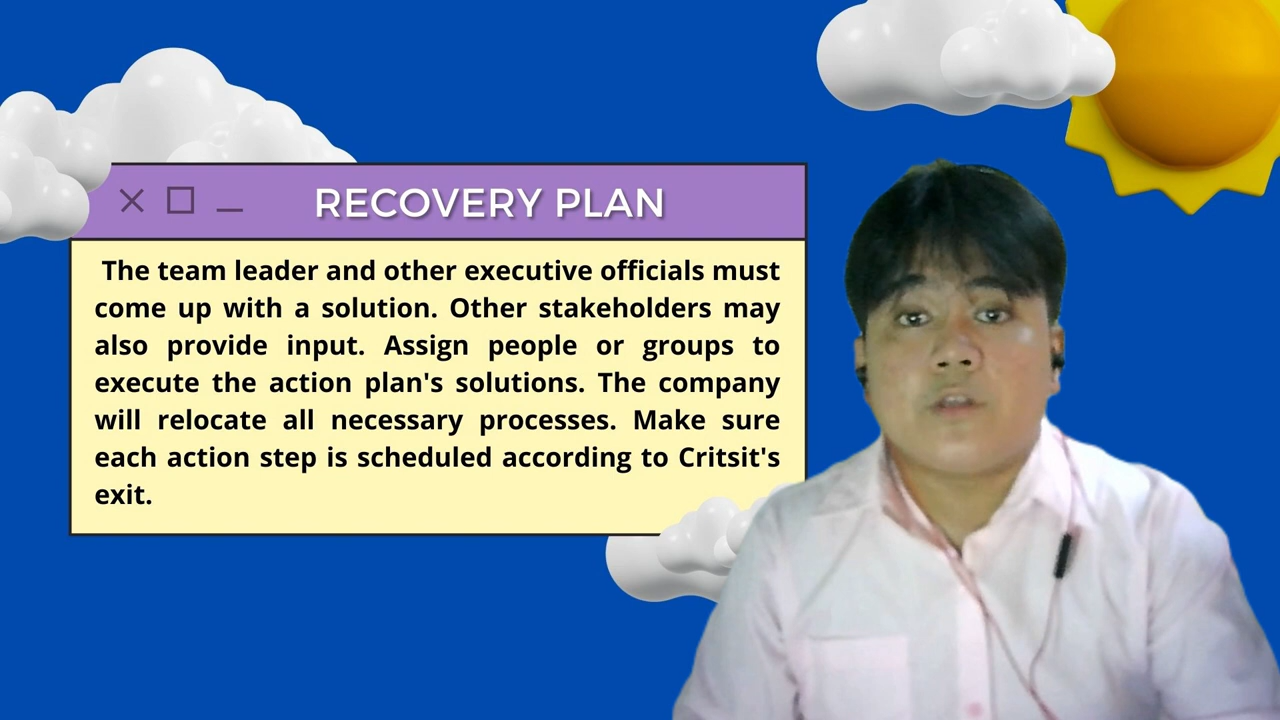 RECOVERY PLAN
The team leader and other executive officials must
come up with a solution. Other stakeholders may
also provide input. Assign people or groups to
execute the action plan's solutions. The company
will relocate all necessary processes. Make sure
each action step is scheduled according to Critsit's
exit.